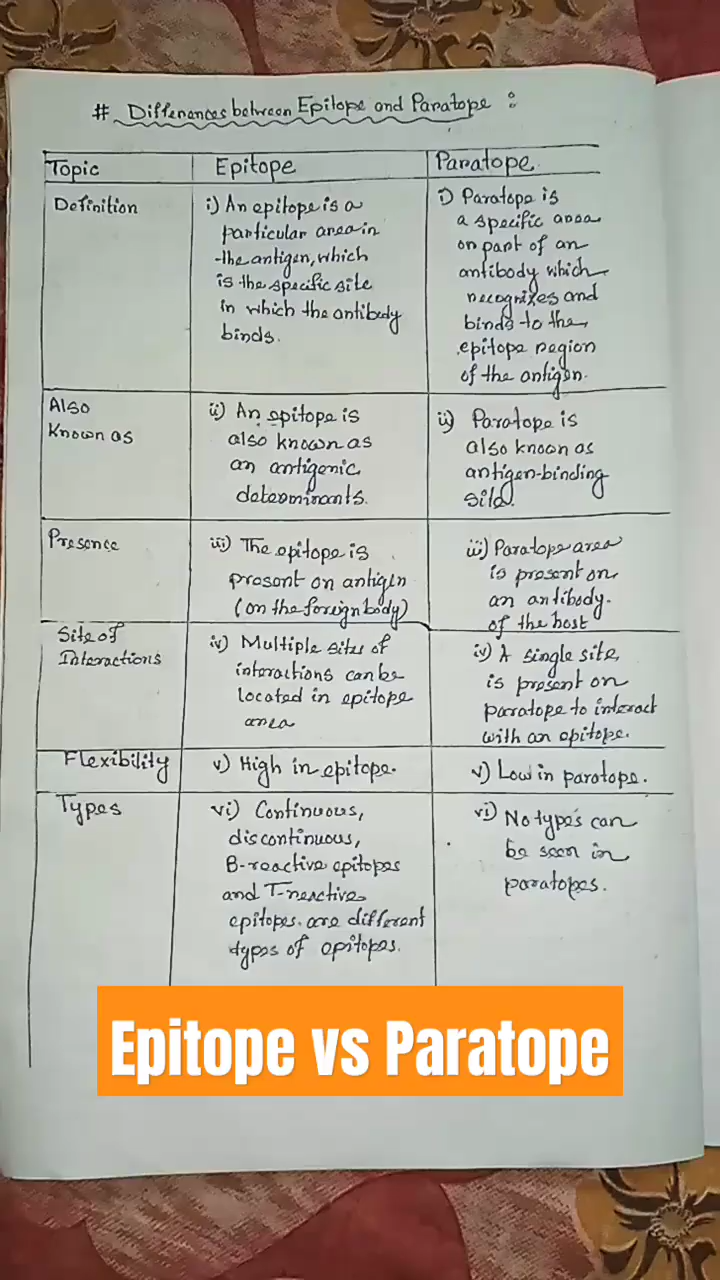 # Differences between Epitope and Paratope :
Topic
Epitope
Paratope
Definition
i) An epitope is a
particular area in
the antigen, which
is the specific site
in which the antibody
binds.
i) Paratope is
a specific area
on part of an
antibody which
recognizes and
binds to the
epitope region
of the antigen.
Also
Known as
ii) An epitope is
also known as
an antigenic
determinants.
ii) Paratope is
also known as
antigen-binding
site.
Presence
iii) The epitope is
present on antigen
(on the foreign body)
iii) Paratope area
is present on
an antibody.
of the host
Site of
Interactions
iv) Multiple sites of
interactions can be
located in epitope
area
iv) A single site,
is present on
paratope to interact
with an epitope.
Flexibility
v) High in epitope.
v) Low in paratope.
Types
vi) Continuous,
discontinuous,
B-reactive epitopes
and T-reactive
epitopes. are different
types of epitopes.
vi) No types can
be seen in
paratopes.
Epitope vs Paratope